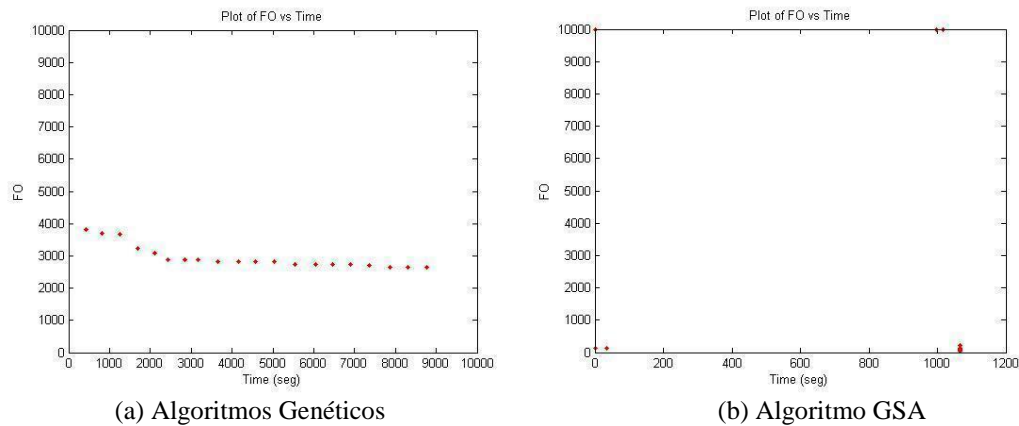 Plot of FO vs Time
10000
9000
8000
7000
6000
5000
4000
3000
2000
1000
0
FO
0 1000 2000 3000 4000 5000 6000 7000 8000 9000 10000
Time (seg)
(a) Algoritmos Genéticos
Plot of FO vs Time
10000
9000
8000
7000
6000
5000
4000
3000
2000
1000
0
FO
0 200 400 600 800 1000 1200
Time (seg)
(b) Algoritmo GSA